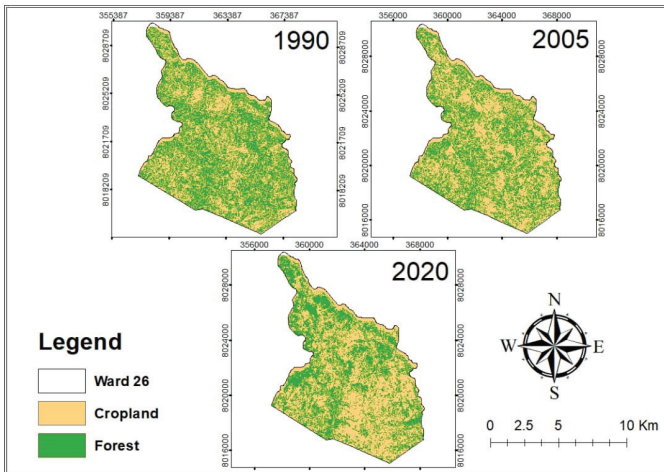 355387 359387 363387 367387
1990
8028709 8028709
8025209 8025209
8021709 8021709
8018209 8018209
356000 360000 364000 368000
2005
8028000 8028000
8024000 8024000
8020000 8020000
8016000 8016000
356000 360000 364000 368000
2020
8028000 8028000
8024000 8024000
8020000 8020000
8016000 8016000
Legend
Ward 26
Cropland
Forest
N
W E
S
0 2.5 5 10 Km